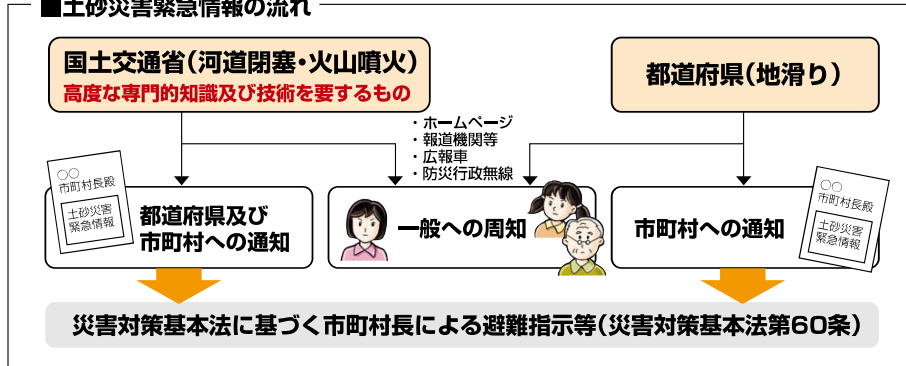 ■土砂災害緊急情報の流れ
国土交通省(河道閉塞・火山噴火)
高度な専門的知識及び技術を要するもの
都道府県(地滑り)
・ホームページ
・報道機関等
・広報車
・防災行政無線
○○
市町村長殿
土砂災害
緊急情報
都道府県及び
市町村への通知
一般への周知
市町村への通知
○○
市町村長殿
土砂災害
緊急情報
災害対策基本法に基づく市町村長による避難指示等(災害対策基本法第60条)